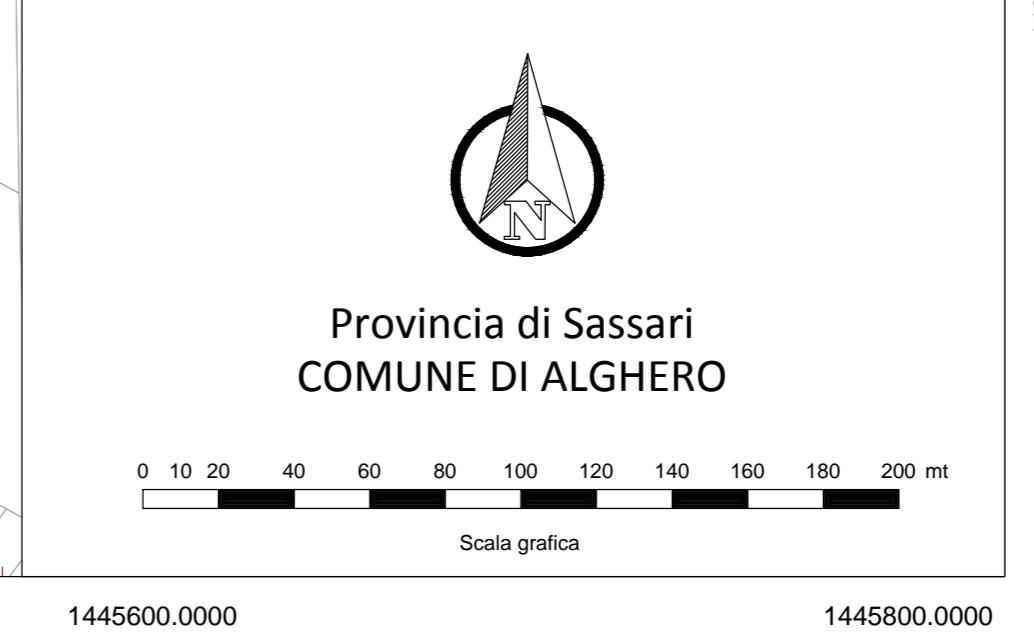 N
Provincia di Sassari
COMUNE DI ALGHERO
0 10 20 40 60 80 100 120 140 160 180 200 mt
Scala grafica
1445600.0000 1445800.0000